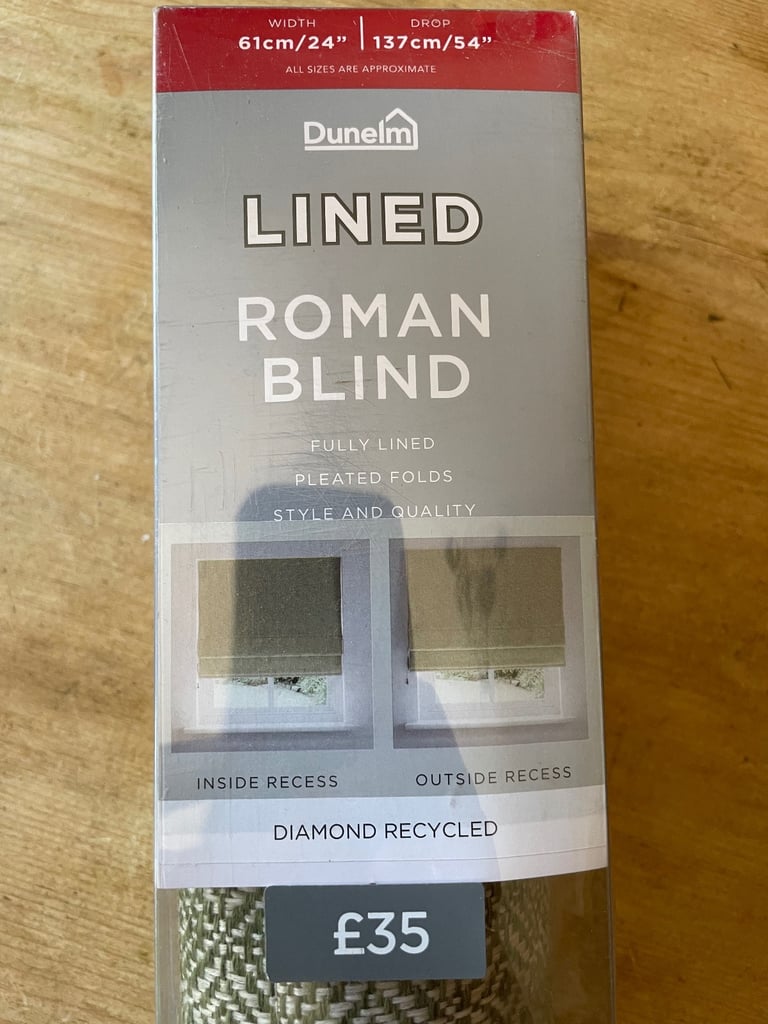 WIDTH DROP
61cm/24” 137cm/54”
ALL SIZES ARE APPROXIMATE
Dunelm
LINED
ROMAN
BLIND
FULLY LINED
PLEATED FOLDS
STYLE AND QUALITY
INSIDE RECESS OUTSIDE RECESS
DIAMOND RECYCLED
£35